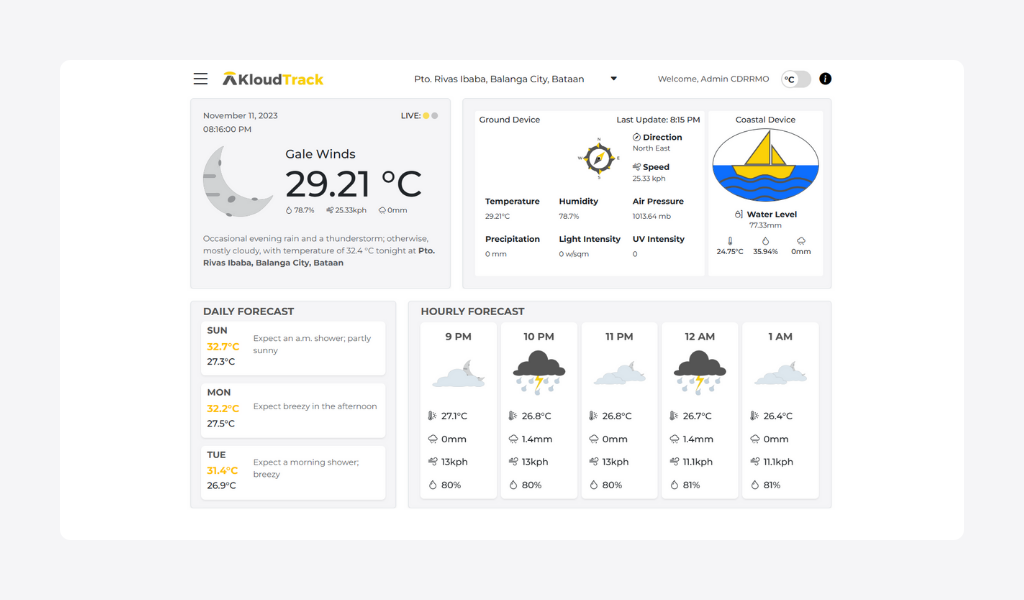 KloudTrack
Pto. Rivas Ibaba, Balanga City, Bataan
Welcome, Admin CDRRMO
°C
i
November 11, 2023
LIVE:
08:16:00 PM
Gale Winds
29.21 °C
78.7% 25.33kph 0mm
Occasional evening rain and a thunderstorm; otherwise,
mostly cloudy, with temperature of 32.4 °C tonight at Pto.
Rivas Ibaba, Balanga City, Bataan
Ground Device
Last Update: 8:15 PM
N
W E
S
Direction
North East
Speed
25.33 kph
Temperature Humidity Air Pressure
29.21°C 78.7% 1013.64 mb
Precipitation Light Intensity UV Intensity
0 mm 0 w/sqm 0
Coastal Device
Water Level
77.33mm
24.75°C 35.94% 0mm
DAILY FORECAST
SUN
32.7°C
27.3°C
Expect an a.m. shower; partly
sunny
MON
32.2°C
27.5°C
Expect breezy in the afternoon
TUE
31.4°C
26.9°C
Expect a morning shower;
breezy
HOURLY FORECAST
9 PM 10 PM 11 PM 12 AM 1 AM
27.1°C 26.8°C 26.8°C 26.7°C 26.4°C
0mm 1.4mm 0mm 1.4mm 0mm
13kph 13kph 13kph 11.1kph 11.1kph
80% 80% 80% 81% 81%